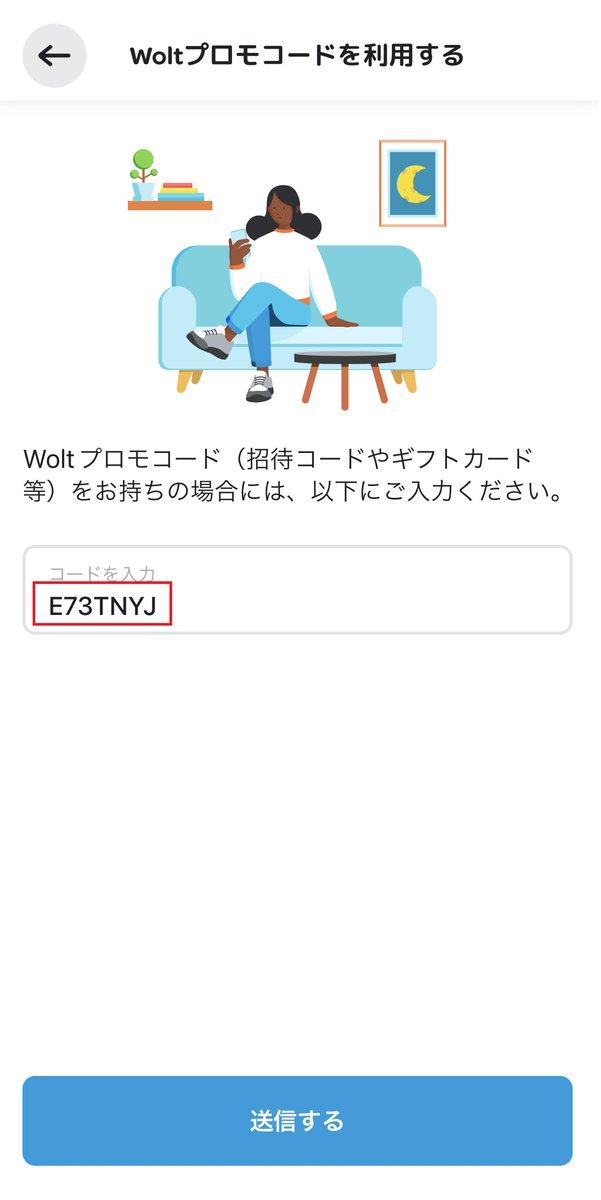 Woltプロモコードを利用する
Wolt プロモコード（招待コードやギフトカード
等）をお持ちの場合には、以下にご入力ください。
コードを入力
E73TNYJ
送信する